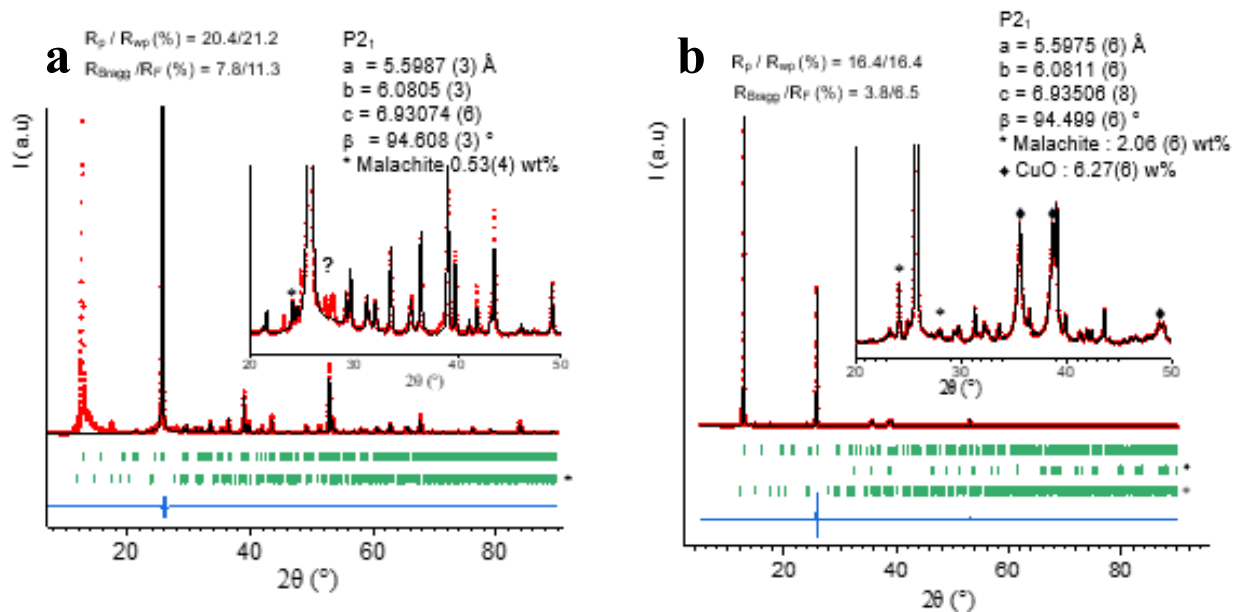 a
Rp / Rwp (%) = 20.4/21.2
RBragg /RF (%) = 7.8/11.3
P2₁
a = 5.5987 (3) Å
b = 6.0805 (3)
c = 6.93074 (6)
β = 94.608 (3) °
* Malachite 0.53(4) wt%
I (a.u)
?
*
20 30 40 50
2θ (°)
*
20 40 60 80
2θ (°)
b
Rp / Rwp (%) = 16.4/16.4
RBragg /RF (%) = 3.8/6.5
P2₁
a = 5.5975 (6) Å
b = 6.0811 (6)
c = 6.93506 (8)
β = 94.499 (6) °
* Malachite : 2.06 (6) wt%
♦ CuO : 6.27(6) w%
I (a.u)
20 30 40 50
2θ (°)
*
*
20 40 60 80
2θ (°)